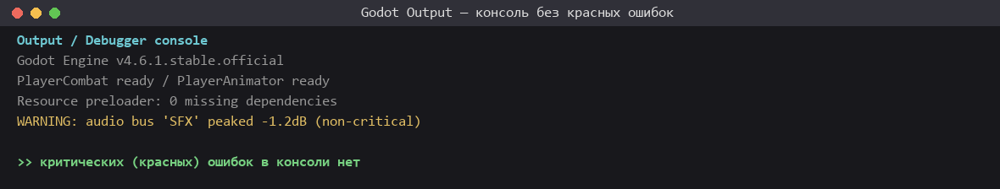 Godot Output — консоль без красных ошибок
Output / Debugger console
Godot Engine v4.6.1.stable.official
PlayerCombat ready / PlayerAnimator ready
Resource preloader: 0 missing dependencies
WARNING: audio bus 'SFX' peaked -1.2dB (non-critical)
>> критических (красных) ошибок в консоли нет